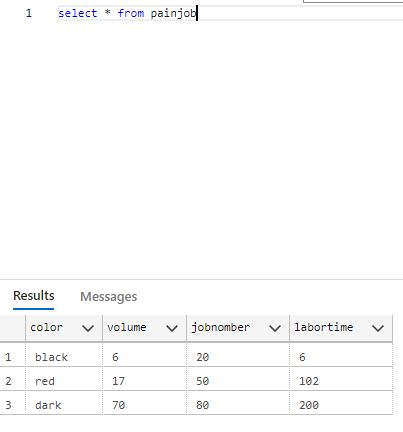 1 select * from painjob
Results Messages
color volume jobnomber labortime
1 black 6 20 6
2 red 17 50 102
3 dark 70 80 200